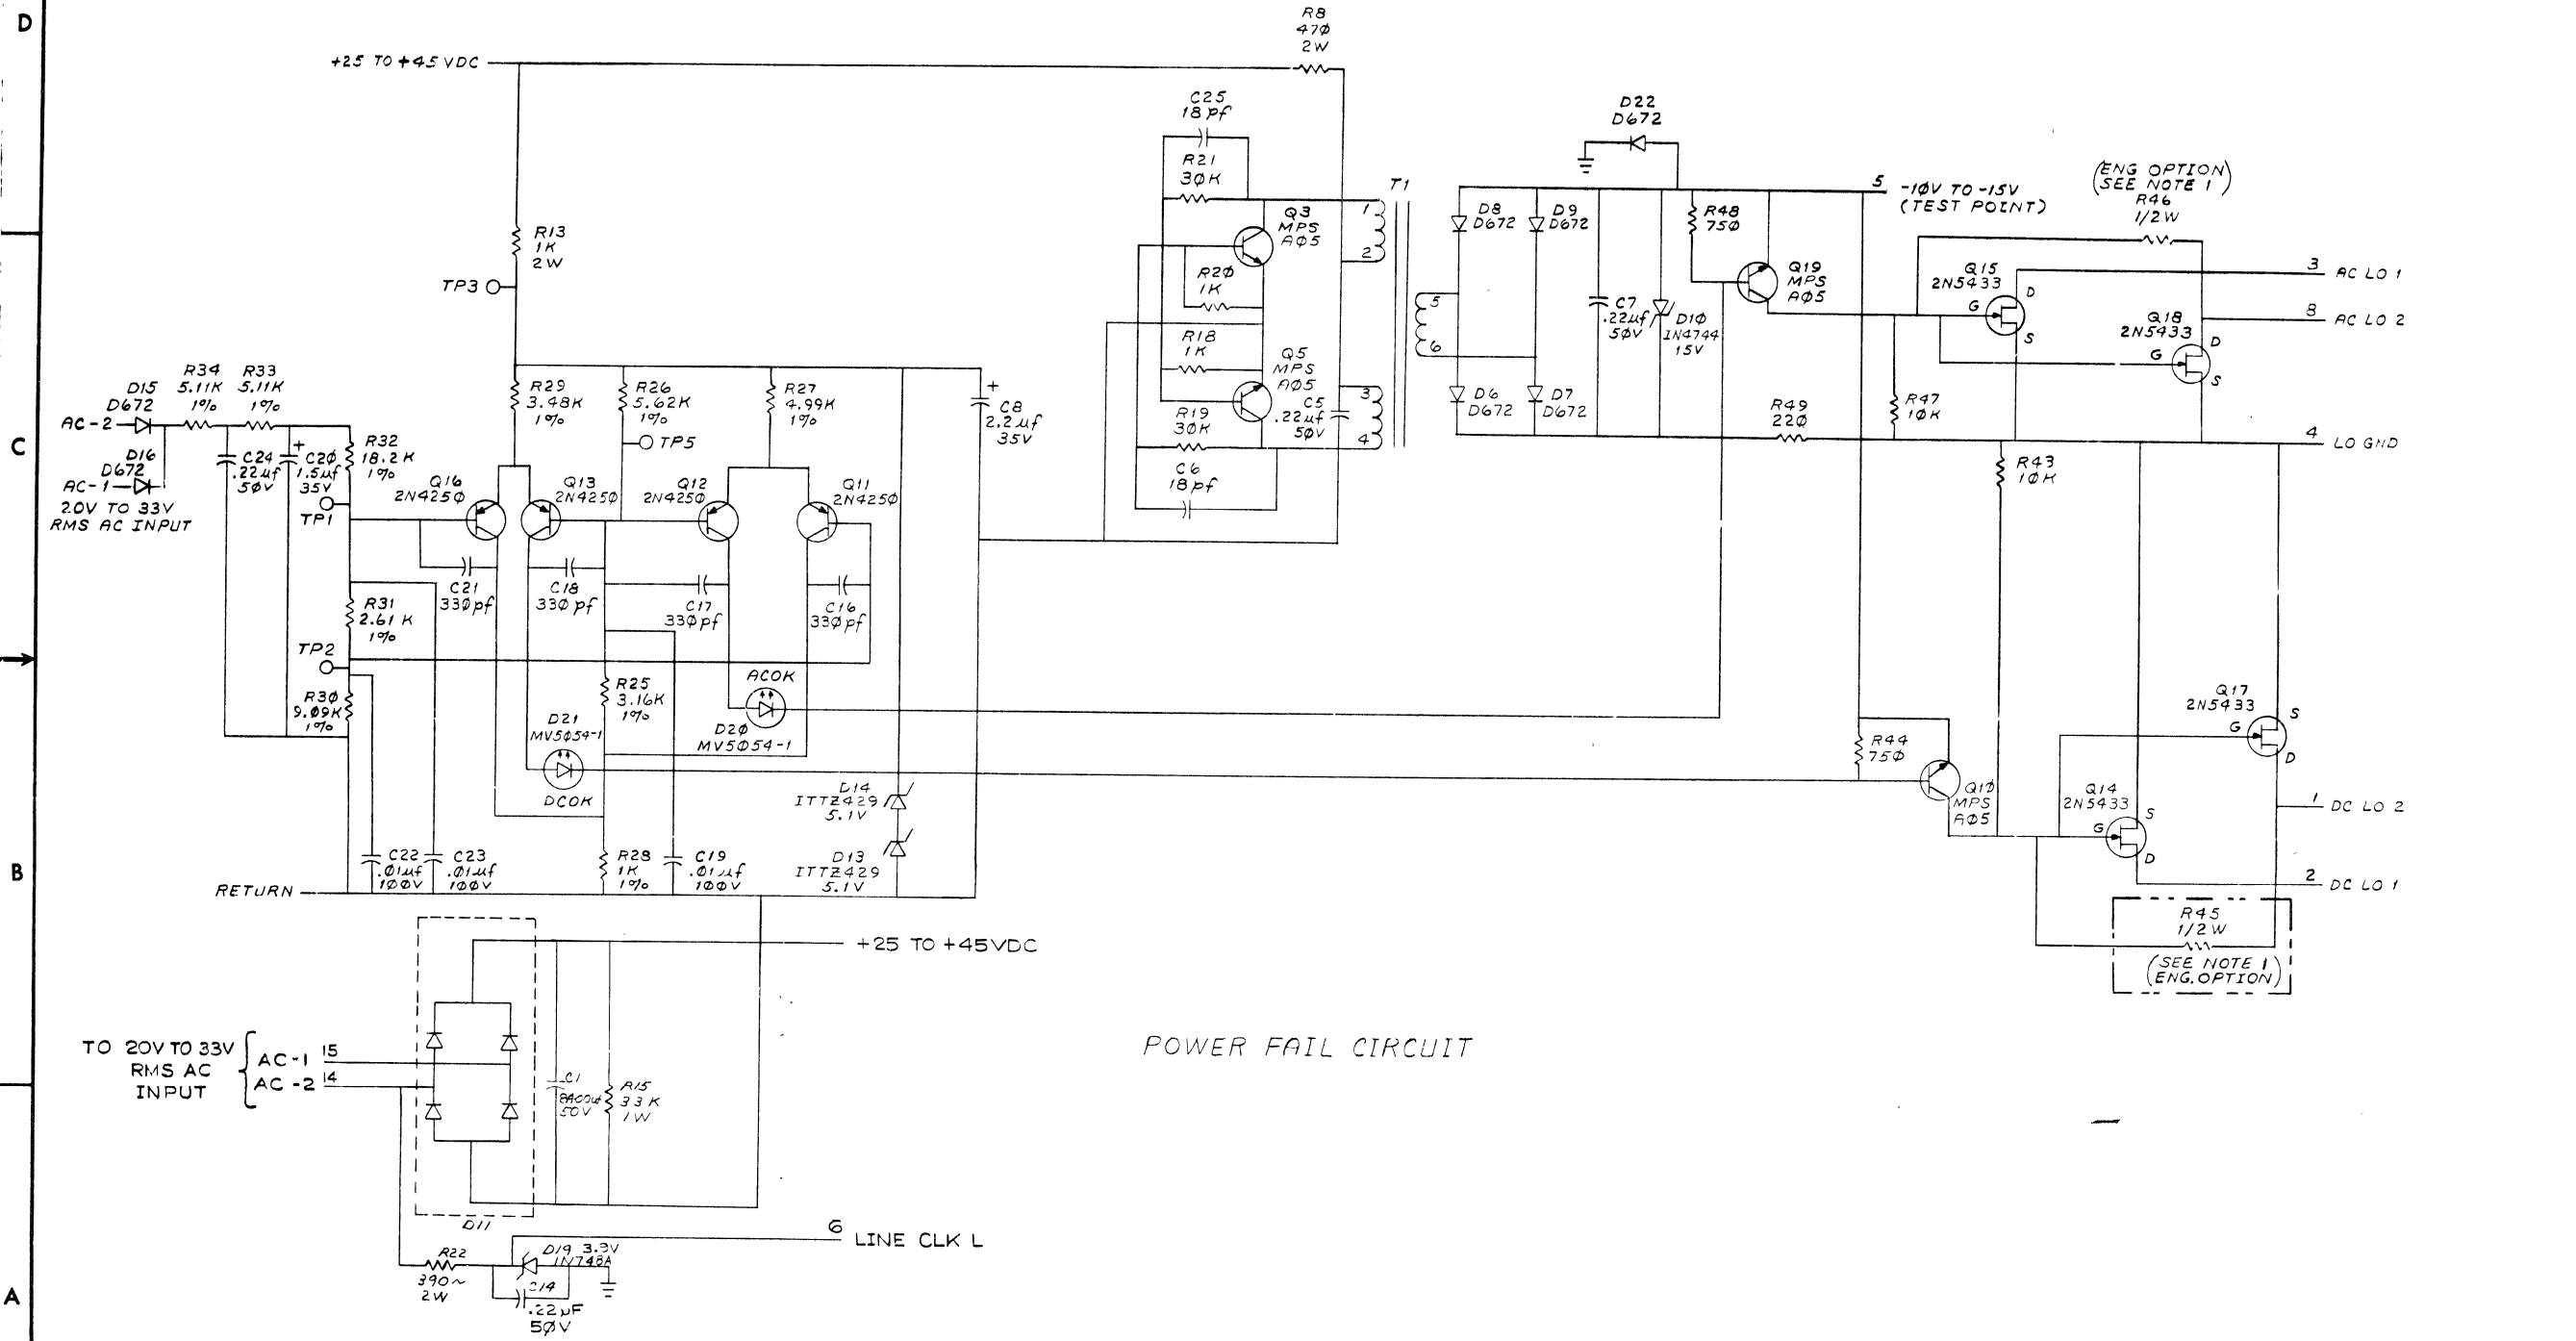 D
R8
47Ø
2W
+25 TO +45 VDC
C25
18 pf
R21
3ØK
D22
D672
T1
5 -1ØV TO -15V
(TEST POINT)
(ENG OPTION)
(SEE NOTE 1)
R46
1/2 W
R13
1K
2W
TP3
Q3
MPS
AØ5
1
2
R2Ø
1K
D8
D672
D9
D672
R48
75Ø
Q19
MPS
AØ5
Q15
2N5433
D
G
S
3 AC LO 1
Q18
2N5433
8 AC LO 2
D
G
S
R18
1K
Q5
MPS
AØ5
5
6
C7
.22µf
5ØV
D1Ø
IN4744
15V
C
D15
D672
AC-2
R34
5.11K
1%
R33
5.11K
1%
R29
3.48K
1%
R26
5.62K
1%
R27
4.99K
1%
+
C8
2.2µf
35V
TP5
R19
3ØK
C5
.22µf
5ØV
3
4
D6
D672
D7
D672
R49
22Ø
R47
1ØK
4 LO GND
D16
D672
AC-1
20V TO 33V
RMS AC INPUT
C24
.22µf
5ØV
+
C2Ø
1.5µf
35V
R32
18.2K
1%
TP1
Q16
2N425Ø
Q13
2N425Ø
Q12
2N425Ø
Q11
2N425Ø
C6
18pf
R43
1ØK
C21
33Øpf
C18
33Øpf
C17
33Øpf
C16
33Øpf
R31
2.61 K
1%
TP2
R3Ø
9.Ø9K
1%
R25
3.16K
1%
ACOK
D2Ø
MV5Ø54-1
D21
MV5Ø54-1
DCOK
D14
ITTZ429
5.1V
D13
ITTZ429
5.1V
R44
75Ø
Q1Ø
MPS
AØ5
Q17
2N5433
S
G
D
Q14
2N5433
S
G
D
1 DC LO 2
2 DC LO 1
B
C22
.Ø1µf
1ØØV
C23
.Ø1µf
1ØØV
R28
1K
1%
C19
.Ø1µf
1ØØV
RETURN
R45
1/2 W
(SEE NOTE 1)
(ENG.OPTION)
+25 TO +45VDC
TO 20V TO 33V
RMS AC
INPUT
AC-1 15
AC-2 14
C1
50V
R15
33K
1W
D11
POWER FAIL CIRCUIT
6 LINE CLK L
R22
390~
2W
D19 3.9V
1N748A
C14
.22µF
5ØV
A